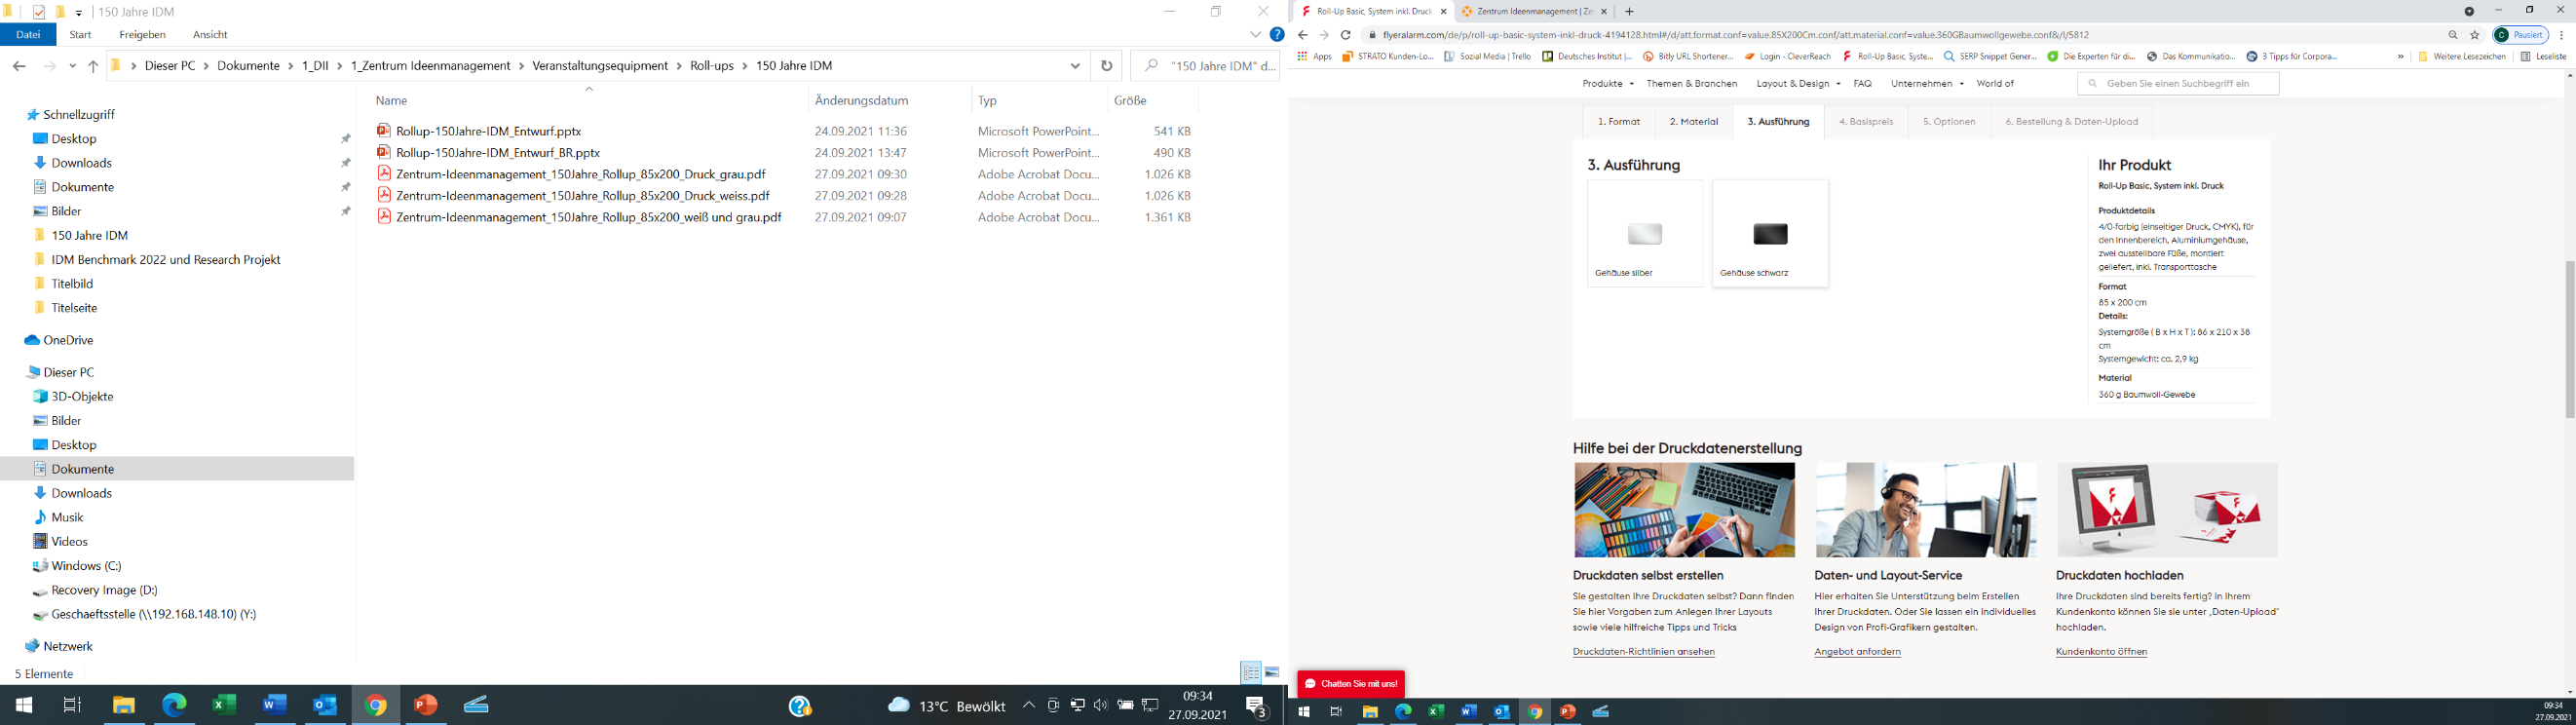 150 Jahre IDM
Datei Start Freigeben Ansicht
Dieser PC Dokumente 1_DII 1_Zentrum Ideenmanagement Veranstaltungsequipment Roll-ups 150 Jahre IDM
"150 Jahre IDM" d...
Name Änderungsdatum Typ Größe
Rollup-150Jahre-IDM_Entwurf.pptx 24.09.2021 11:36 Microsoft PowerPoint... 541 KB
Rollup-150Jahre-IDM_Entwurf_BR.pptx 24.09.2021 13:47 Microsoft PowerPoint... 490 KB
Zentrum-Ideenmanagement_150Jahre_Rollup_85x200_Druck_grau.pdf 27.09.2021 09:30 Adobe Acrobat Docu... 1.026 KB
Zentrum-Ideenmanagement_150Jahre_Rollup_85x200_Druck_weiss.pdf 27.09.2021 09:28 Adobe Acrobat Docu... 1.026 KB
Zentrum-Ideenmanagement_150Jahre_Rollup_85x200_weiß und grau.pdf 27.09.2021 09:07 Adobe Acrobat Docu... 1.361 KB
Schnellzugriff
Desktop
Downloads
Dokumente
Bilder
150 Jahre IDM
IDM Benchmark 2022 und Research Projekt
Titelbild
Titelseite
OneDrive
Dieser PC
3D-Objekte
Bilder
Desktop
Dokumente
Downloads
Musik
Videos
Windows (C:)
Recovery Image (D:)
Geschaeftsstelle (\\192.168.148.10) (Y:)
Netzwerk
5 Elemente
13°C Bewölkt
09:34
27.09.2021
3
Roll-Up Basic, System inkl. Druck
Zentrum Ideenmanagement | Ze
flyeralarm.com/de/p/roll-up-basic-system-inkl-druck-4194128.html#/d/att.format.conf=value.85X200Cm.conf/att.material.conf=value.360GBaumwollgewebe.conf&/l/5812
C Pausiert
Apps STRATO Kunden-Lo... Sozial Media | Trello Deutsches Institut |... Bitly URL Shortener... Login - CleverReach Roll-Up Basic, Syste... SERP Snippet Gener... Die Experten für di... Das Kommunikatio... 3 Tipps für Corpora... » Weitere Lesezeichen Leseliste
Produkte Themen & Branchen Layout & Design FAQ Unternehmen World of
Geben Sie einen Suchbegriff ein
1. Format 2. Material 3. Ausführung 4. Basispreis 5. Optionen 6. Bestellung & Daten-Upload
3. Ausführung
Gehäuse silber
Gehäuse schwarz
Ihr Produkt
Roll-Up Basic, System inkl. Druck
Produktdetails
4/0-farbig (einseitiger Druck, CMYK), für
den Innenbereich, Aluminiumgehäuse,
zwei ausstellbare Füße, montiert
geliefert, inkl. Transporttasche
Format
85 x 200 cm
Details:
Systemgröße ( B x H x T ): 86 x 210 x 38
cm
Systemgewicht: ca. 2,9 kg
Material
360 g Baumwoll-Gewebe
Hilfe bei der Druckdatenerstellung
Druckdaten selbst erstellen
Sie gestalten Ihre Druckdaten selbst? Dann finden
Sie hier Vorgaben zum Anlegen Ihrer Layouts
sowie viele hilfreiche Tipps und Tricks
Druckdaten-Richtlinien ansehen
Daten- und Layout-Service
Hier erhalten Sie Unterstützung beim Erstellen
Ihrer Druckdaten. Oder Sie lassen ein individuelles
Design von Profi-Grafikern gestalten.
Angebot anfordern
Druckdaten hochladen
Ihre Druckdaten sind bereits fertig? In Ihrem
Kundenkonto können Sie sie unter „Daten-Upload"
hochladen.
Kundenkonto öffnen
Chatten Sie mit uns!
09:34
27.09.2021